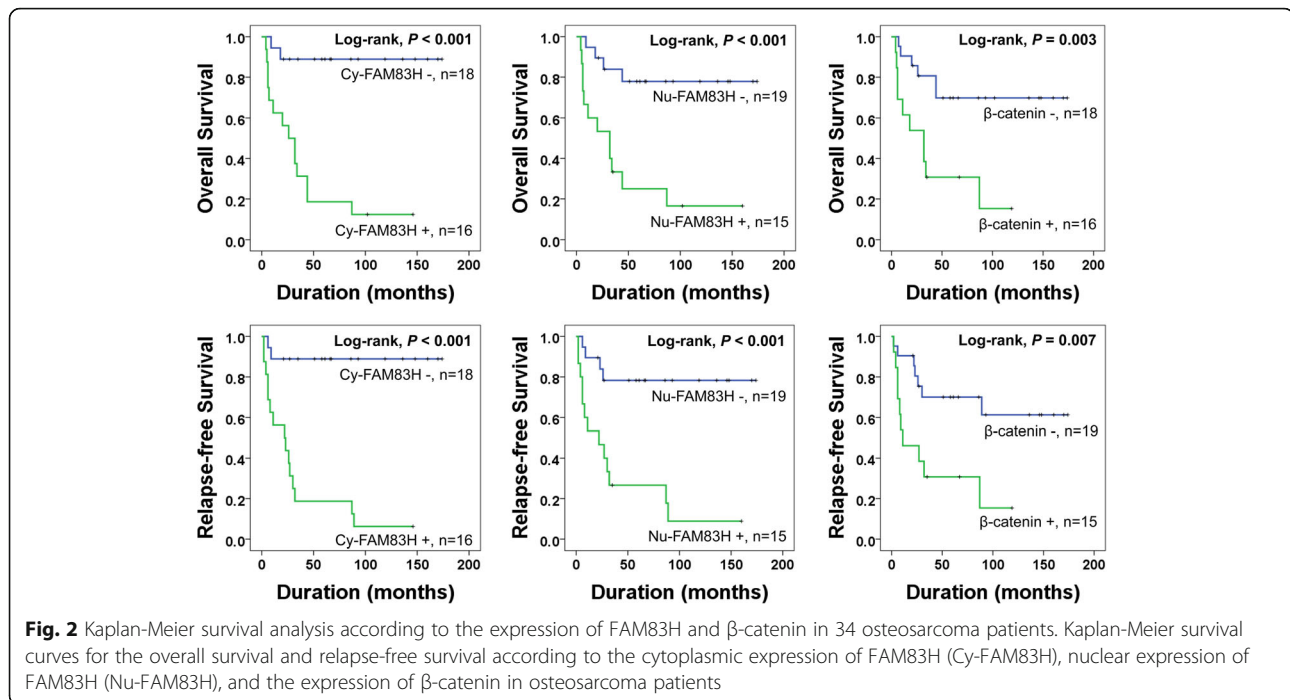 Overall Survival
1.0
0.8
0.6
0.4
0.2
0.0
Log-rank, P < 0.001
Cy-FAM83H -, n=18
Cy-FAM83H +, n=16
0 50 100 150 200
Duration (months)
Overall Survival
1.0
0.8
0.6
0.4
0.2
0.0
Log-rank, P < 0.001
Nu-FAM83H -, n=19
Nu-FAM83H +, n=15
0 50 100 150 200
Duration (months)
Overall Survival
1.0
0.8
0.6
0.4
0.2
0.0
Log-rank, P = 0.003
β-catenin -, n=18
β-catenin +, n=16
0 50 100 150 200
Duration (months)
Relapse-free Survival
1.0
0.8
0.6
0.4
0.2
0.0
Log-rank, P < 0.001
Cy-FAM83H -, n=18
Cy-FAM83H +, n=16
0 50 100 150 200
Duration (months)
Relapse-free Survival
1.0
0.8
0.6
0.4
0.2
0.0
Log-rank, P < 0.001
Nu-FAM83H -, n=19
Nu-FAM83H +, n=15
0 50 100 150 200
Duration (months)
Relapse-free Survival
1.0
0.8
0.6
0.4
0.2
0.0
Log-rank, P = 0.007
β-catenin -, n=19
β-catenin +, n=15
0 50 100 150 200
Duration (months)
Fig. 2 Kaplan-Meier survival analysis according to the expression of FAM83H and β-catenin in 34 osteosarcoma patients. Kaplan-Meier survival
curves for the overall survival and relapse-free survival according to the cytoplasmic expression of FAM83H (Cy-FAM83H), nuclear expression of
FAM83H (Nu-FAM83H), and the expression of β-catenin in osteosarcoma patients